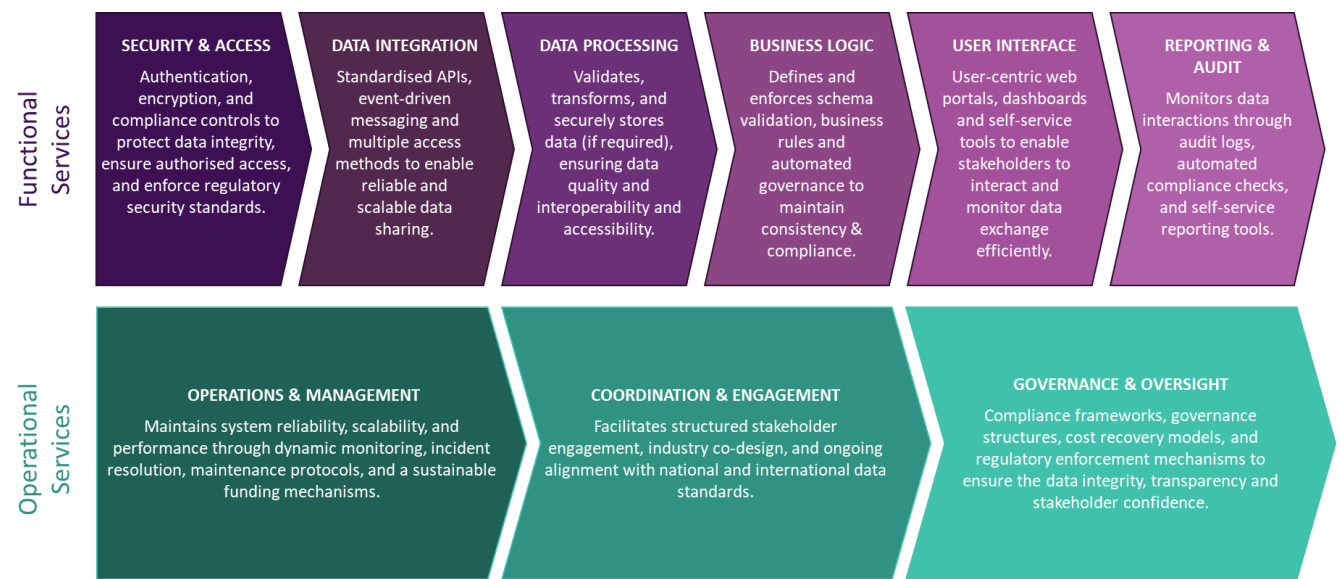 Functional
Services
SECURITY & ACCESS
Authentication,
encryption, and
compliance controls to
protect data integrity,
ensure authorised access,
and enforce regulatory
security standards.
DATA INTEGRATION
Standardised APIs,
event-driven
messaging and
multiple access
methods to enable
reliable and
scalable data
sharing.
DATA PROCESSING
Validates,
transforms, and
securely stores
data (if required),
ensuring data
quality and
interoperability and
accessibility.
BUSINESS LOGIC
Defines and
enforces schema
validation, business
rules and
automated
governance to
maintain
consistency &
compliance.
USER INTERFACE
User-centric web
portals, dashboards
and self-service
tools to enable
stakeholders to
interact and
monitor data
exchange
efficiently.
REPORTING &
AUDIT
Monitors data
interactions through
audit logs,
automated
compliance checks,
and self-service
reporting tools.
Operational
Services
OPERATIONS & MANAGEMENT
Maintains system reliability, scalability, and
performance through dynamic monitoring, incident
resolution, maintenance protocols, and a sustainable
funding mechanisms.
COORDINATION & ENGAGEMENT
Facilitates structured stakeholder
engagement, industry co-design, and ongoing
alignment with national and international data
standards.
GOVERNANCE & OVERSIGHT
Compliance frameworks, governance
structures, cost recovery models, and
regulatory enforcement mechanisms to
ensure the data integrity, transparency and
stakeholder confidence.